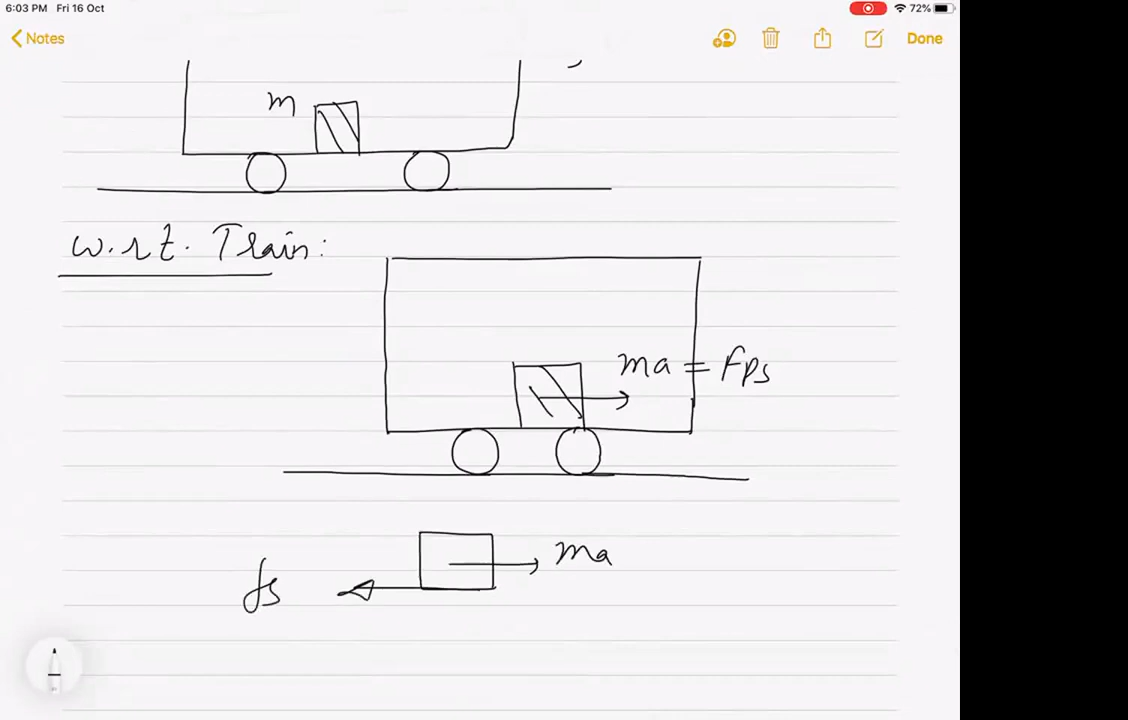 6:03 PM Fri 16 Oct 72%
Notes Done
m
w.r.t. Train:
ma = Fps
ma
fs